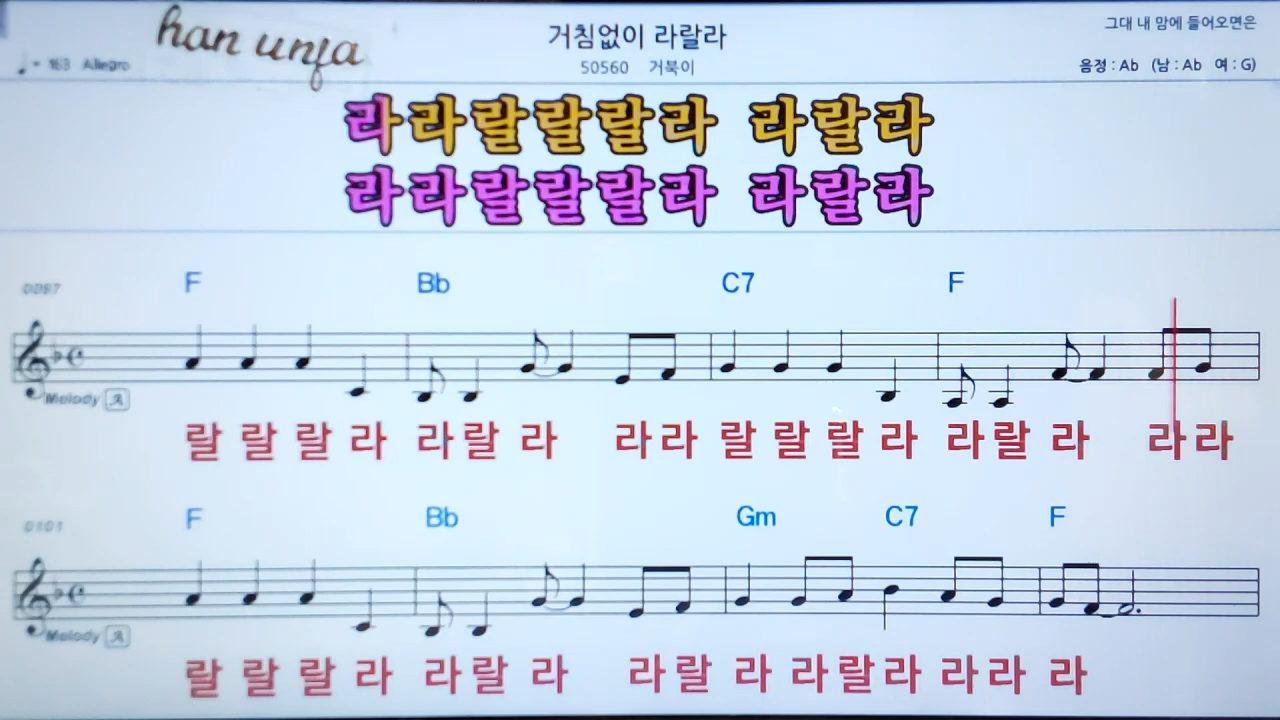 han unfa
거침없이 라랄라
그대 내 맘에 들어오면은
♩= 163 Allegro
50560 거북이
음정 : Ab (남 : Ab 여 : G)
라라랄랄랄라 라랄라
라라랄랄랄라 라랄라
0097
F Bb C7 F
Melody A
랄 랄 랄 라 라랄 라 라라 랄 랄 랄 라 라랄 라 라라
0101
F Bb Gm C7 F
Melody A
랄 랄 랄 라 라랄 라 라랄 라 라랄라 라라 라